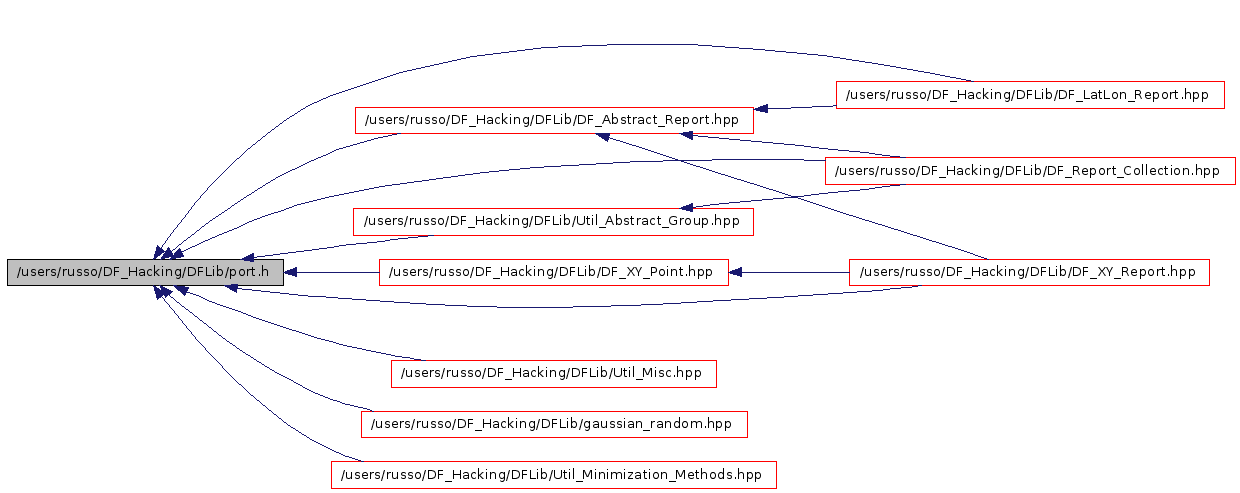 /users/russo/DF_Hacking/DFLib/DF_LatLon_Report.hpp
/users/russo/DF_Hacking/DFLib/DF_Abstract_Report.hpp
/users/russo/DF_Hacking/DFLib/DF_Report_Collection.hpp
/users/russo/DF_Hacking/DFLib/Util_Abstract_Group.hpp
/users/russo/DF_Hacking/DFLib/port.h
/users/russo/DF_Hacking/DFLib/DF_XY_Point.hpp
/users/russo/DF_Hacking/DFLib/DF_XY_Report.hpp
/users/russo/DF_Hacking/DFLib/Util_Misc.hpp
/users/russo/DF_Hacking/DFLib/gaussian_random.hpp
/users/russo/DF_Hacking/DFLib/Util_Minimization_Methods.hpp